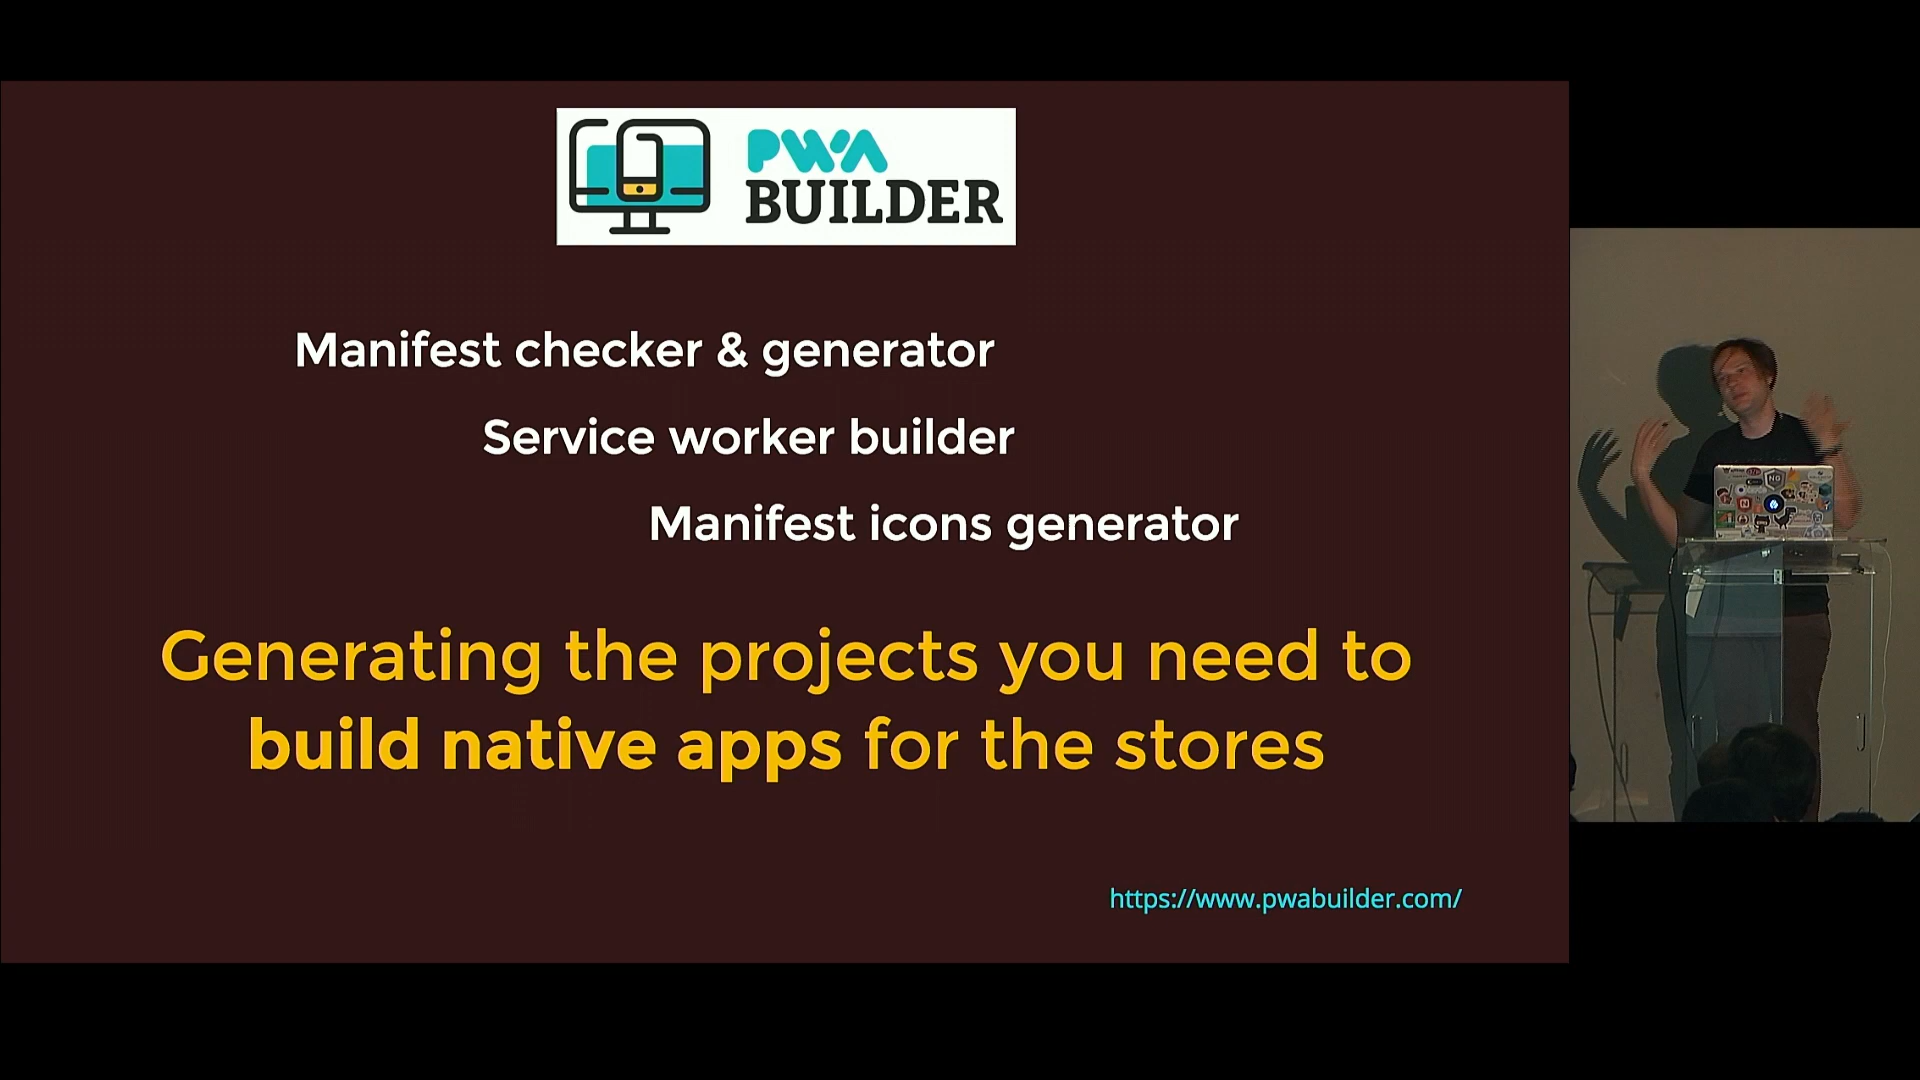 PWA
BUILDER
Manifest checker & generator
Service worker builder
Manifest icons generator
Generating the projects you need to
build native apps for the stores
https://www.pwabuilder.com/